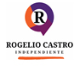 R
ROGELIO CASTRO
INDEPENDIENTE